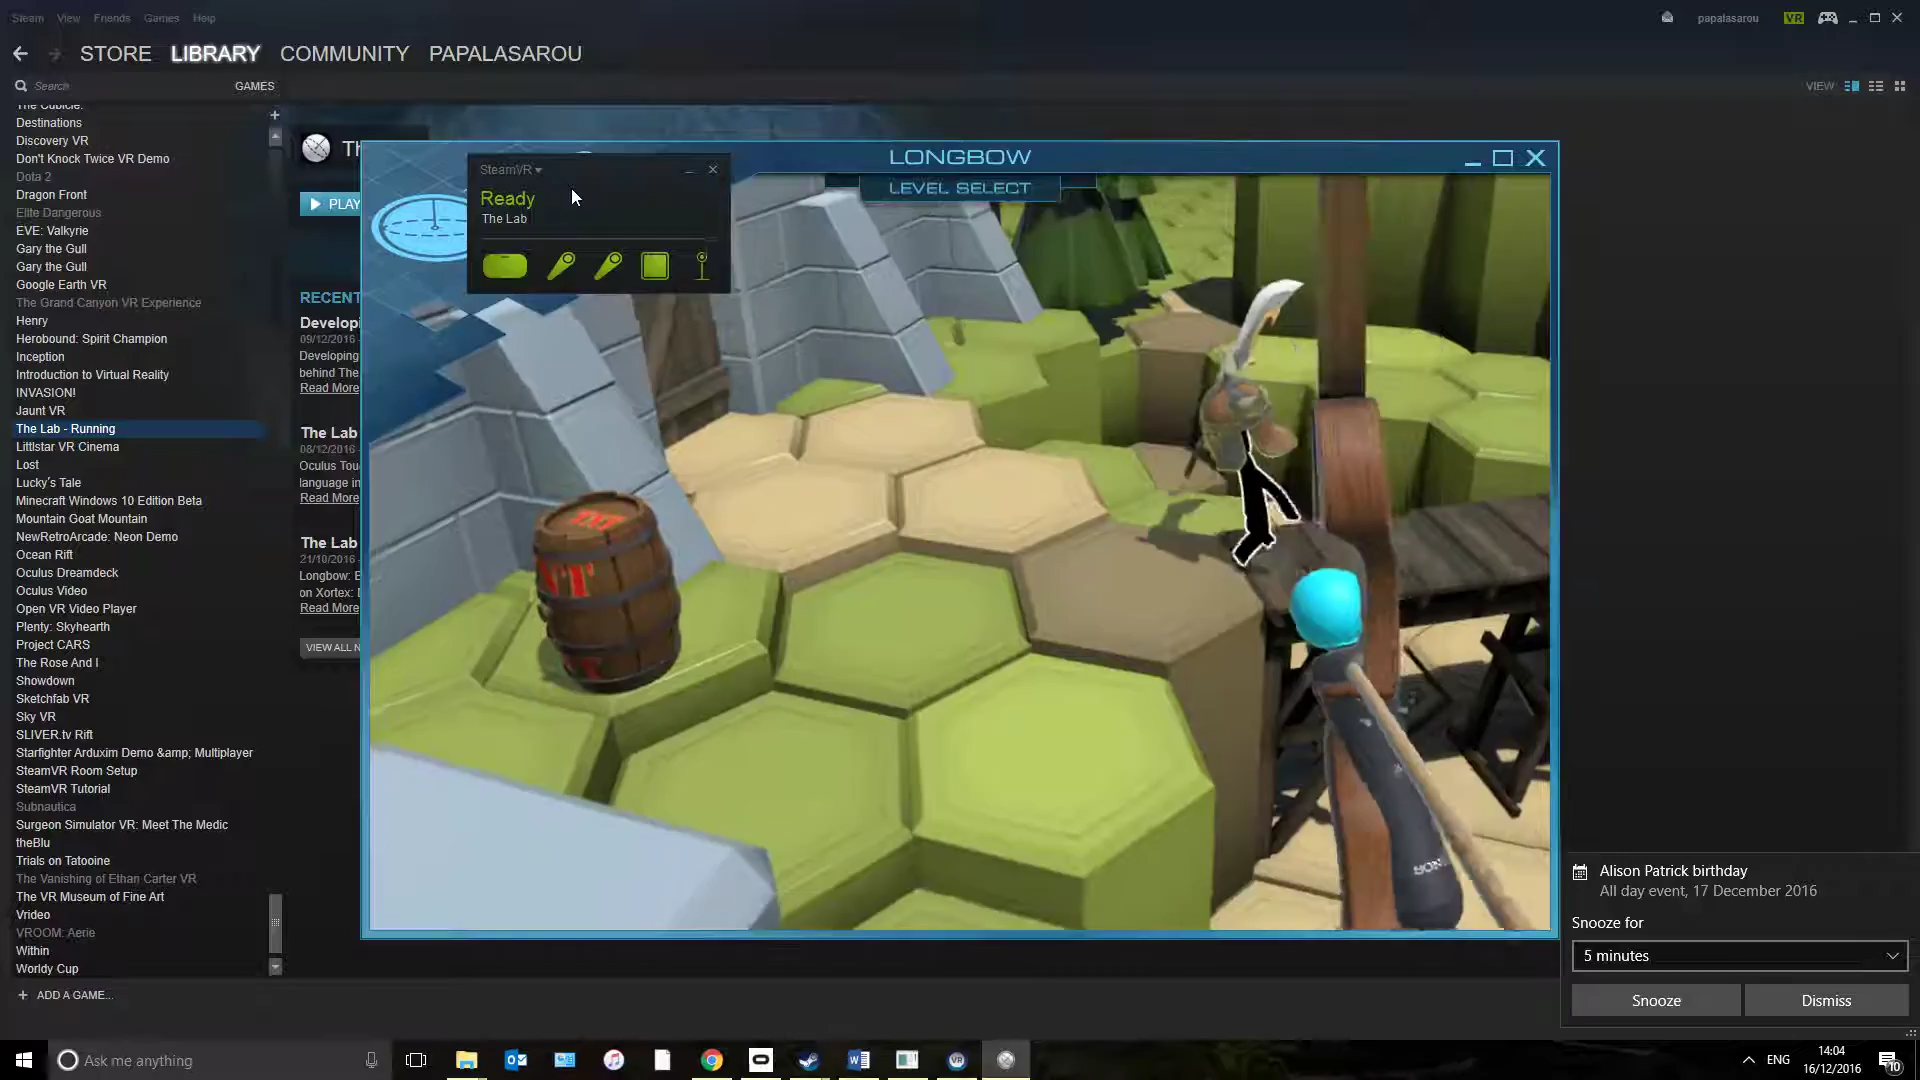 Steam View Friends Games Help
papalasarou VR
STORE LIBRARY COMMUNITY PAPALASAROU
Search GAMES VIEW
The Cubicle.
Destinations
Discovery VR
Don't Knock Twice VR Demo
Dota 2
Dragon Front
Elite Dangerous
EVE: Valkyrie
Gary the Gull
Gary the Gull
Google Earth VR
The Grand Canyon VR Experience
Henry
Herobound: Spirit Champion
Inception
Introduction to Virtual Reality
INVASION!
Jaunt VR
The Lab - Running
Littlstar VR Cinema
Lost
Lucky's Tale
Minecraft Windows 10 Edition Beta
Mountain Goat Mountain
NewRetroArcade: Neon Demo
Ocean Rift
Oculus Dreamdeck
Oculus Video
Open VR Video Player
Plenty: Skyhearth
Project CARS
The Rose And I
Showdown
Sketchfab VR
Sky VR
SLIVER.tv Rift
Starfighter Arduxim Demo &amp; Multiplayer
SteamVR Room Setup
SteamVR Tutorial
Subnautica
Surgeon Simulator VR: Meet The Medic
theBlu
Trials on Tatooine
The Vanishing of Ethan Carter VR
The VR Museum of Fine Art
Vrideo
VROOM: Aerie
Within
Worldy Cup
ADD A GAME...
Th
PLAY
RECENT
Developi
09/12/2016 -
Developing
behind The
Read More
The Lab
08/12/2016 -
Oculus Tou
language in
Read More
The Lab
21/10/2016 -
Longbow: E
on Xortex: D
Read More
VIEW ALL N
LONGBOW
LEVEL SELECT
SteamVR
Ready
The Lab
TNT
NT
SONY
Alison Patrick birthday
All day event, 17 December 2016
Snooze for
5 minutes
Snooze Dismiss
Ask me anything
VR
ENG
14:04
16/12/2016
10